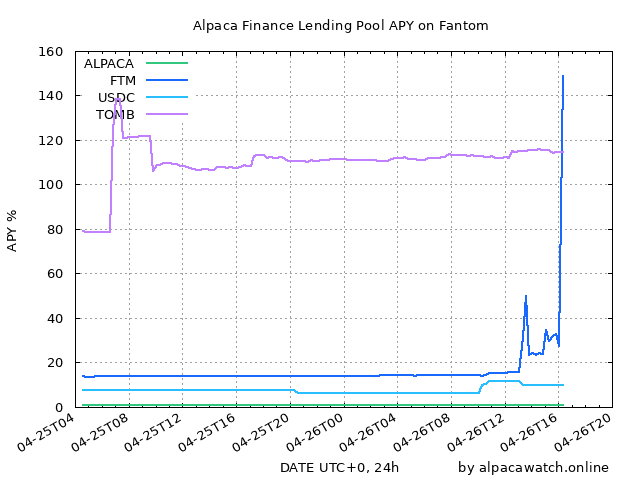 Alpaca Finance Lending Pool APY on Fantom
160
140
120
100
80
60
40
20
0
APY %
ALPACA
FTM
USDC
TOMB
04-25T04
04-25T08
04-25T12
04-25T16
04-25T20
04-26T00
04-26T04
04-26T08
04-26T12
04-26T16
04-26T20
DATE UTC+0, 24h
by alpacawatch.online